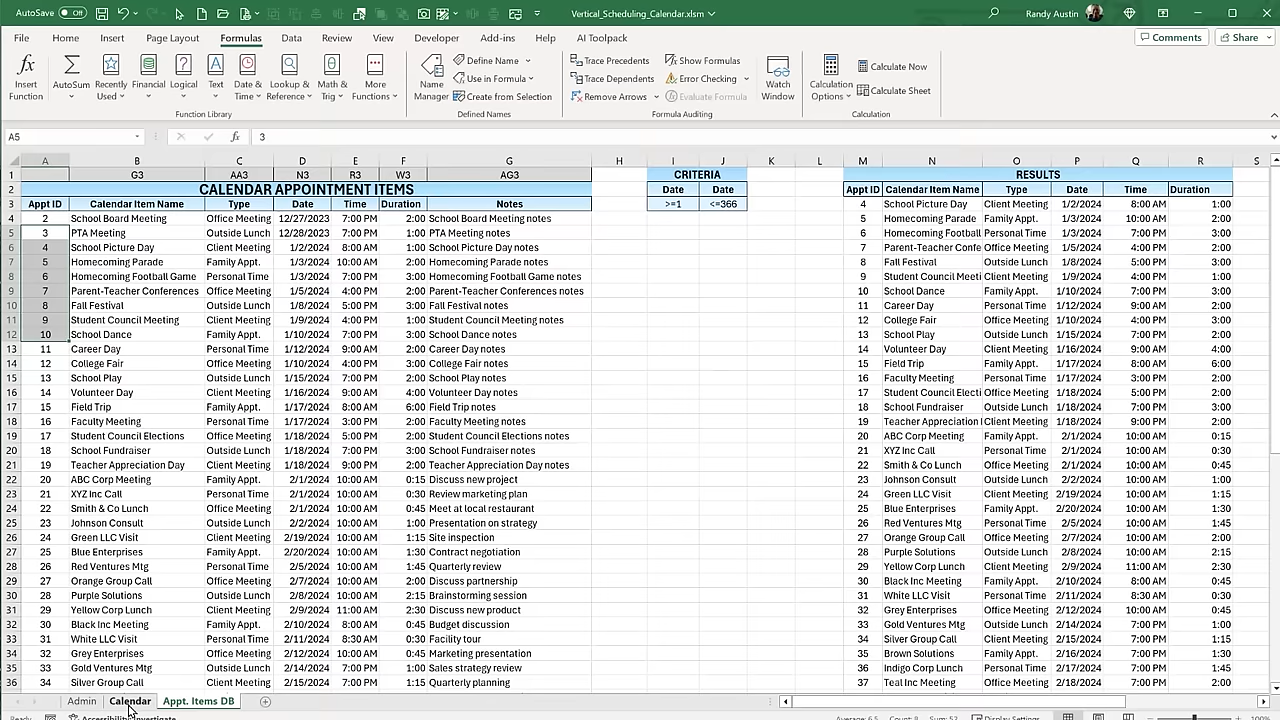 AutoSave Off
Vertical_Scheduling_Calendar.xlsm
Randy Austin
File Home Insert Page Layout Formulas Data Review View Developer Add-ins Help AI Toolpack
Comments Share
Insert Function
AutoSum
Recently Used
Financial
Logical
Text
Date & Time
Lookup & Reference
Math & Trig
More Functions
Function Library
Name Manager
Define Name
Use in Formula
Create from Selection
Defined Names
Trace Precedents
Trace Dependents
Remove Arrows
Show Formulas
Error Checking
Evaluate Formula
Formula Auditing
Watch Window
Calculation Options
Calculate Now
Calculate Sheet
Calculation
A5 fx 3
A B C D E F G H I J K L M N O P Q R S
1 G3 AA3 N3 R3 W3 AG3 CRITERIA RESULTS
2 CALENDAR APPOINTMENT ITEMS Date Date Appt ID Calendar Item Name Type Date Time Duration
3 Appt ID Calendar Item Name Type Date Time Duration Notes >=1 <=366 4 School Picture Day Client Meeting 1/2/2024 8:00 AM 1:00
4 2 School Board Meeting Office Meeting 12/27/2023 7:00 PM 2:00 School Board Meeting notes 5 Homecoming Parade Family Appt. 1/3/2024 10:00 AM 2:00
5 3 PTA Meeting Outside Lunch 12/28/2023 7:00 PM 1:00 PTA Meeting notes 6 Homecoming Football Personal Time 1/3/2024 7:00 PM 3:00
6 4 School Picture Day Client Meeting 1/2/2024 8:00 AM 1:00 School Picture Day notes 7 Parent-Teacher Confe Office Meeting 1/5/2024 4:00 PM 2:00
7 5 Homecoming Parade Family Appt. 1/3/2024 10:00 AM 2:00 Homecoming Parade notes 8 Fall Festival Outside Lunch 1/8/2024 5:00 PM 3:00
8 6 Homecoming Football Game Personal Time 1/3/2024 7:00 PM 3:00 Homecoming Football Game notes 9 Student Council Meeti Client Meeting 1/9/2024 4:00 PM 1:00
9 7 Parent-Teacher Conferences Office Meeting 1/5/2024 4:00 PM 2:00 Parent-Teacher Conferences notes 10 School Dance Family Appt. 1/10/2024 7:00 PM 3:00
10 8 Fall Festival Outside Lunch 1/8/2024 5:00 PM 3:00 Fall Festival notes 11 Career Day Personal Time 1/12/2024 9:00 AM 2:00
11 9 Student Council Meeting Client Meeting 1/9/2024 4:00 PM 1:00 Student Council Meeting notes 12 College Fair Office Meeting 1/12/2024 10:00 AM 3:00
12 10 School Dance Family Appt. 1/10/2024 7:00 PM 3:00 School Dance notes 13 School Play Outside Lunch 1/15/2024 7:00 PM 2:00
13 11 Career Day Personal Time 1/12/2024 9:00 AM 2:00 Career Day notes 14 Volunteer Day Client Meeting 1/16/2024 9:00 AM 4:00
14 12 College Fair Office Meeting 1/12/2024 10:00 AM 3:00 College Fair notes 15 Field Trip Family Appt. 1/17/2024 8:00 AM 6:00
15 13 School Play Outside Lunch 1/15/2024 7:00 PM 2:00 School Play notes 16 Faculty Meeting Personal Time 1/17/2024 3:00 PM 2:00
16 14 Volunteer Day Client Meeting 1/16/2024 9:00 AM 4:00 Volunteer Day notes 17 Student Council Electi Office Meeting 1/18/2024 5:00 PM 2:00
17 15 Field Trip Family Appt. 1/17/2024 8:00 AM 6:00 Field Trip notes 18 School Fundraiser Outside Lunch 1/18/2024 7:00 PM 3:00
18 16 Faculty Meeting Personal Time 1/17/2024 3:00 PM 2:00 Faculty Meeting notes 19 Teacher Appreciation Client Meeting 1/18/2024 9:00 PM 2:00
19 17 Student Council Elections Office Meeting 1/18/2024 5:00 PM 2:00 Student Council Elections notes 20 ABC Corp Meeting Family Appt. 2/1/2024 10:00 AM 0:15
20 18 School Fundraiser Outside Lunch 1/18/2024 7:00 PM 3:00 School Fundraiser notes 21 XYZ Inc Call Personal Time 2/1/2024 10:00 AM 0:30
21 19 Teacher Appreciation Day Client Meeting 1/18/2024 9:00 PM 2:00 Teacher Appreciation Day notes 22 Smith & Co Lunch Office Meeting 2/1/2024 10:00 AM 0:45
22 20 ABC Corp Meeting Family Appt. 2/1/2024 10:00 AM 0:15 Discuss new project 23 Johnson Consult Outside Lunch 2/2/2024 10:00 AM 1:00
23 21 XYZ Inc Call Personal Time 2/1/2024 10:00 AM 0:30 Review marketing plan 24 Green LLC Visit Client Meeting 2/19/2024 10:00 AM 1:15
24 22 Smith & Co Lunch Office Meeting 2/1/2024 10:00 AM 0:45 Meet at local restaurant 25 Blue Enterprises Family Appt. 2/20/2024 10:00 AM 1:30
25 23 Johnson Consult Outside Lunch 2/2/2024 10:00 AM 1:00 Presentation on strategy 26 Red Ventures Mtg Personal Time 2/5/2024 10:00 AM 1:45
26 24 Green LLC Visit Client Meeting 2/19/2024 10:00 AM 1:15 Site inspection 27 Orange Group Call Office Meeting 2/7/2024 10:00 AM 2:00
27 25 Blue Enterprises Family Appt. 2/20/2024 10:00 AM 1:30 Contract negotiation 28 Purple Solutions Outside Lunch 2/8/2024 10:00 AM 2:15
28 26 Red Ventures Mtg Personal Time 2/5/2024 10:00 AM 1:45 Quarterly review 29 Yellow Corp Lunch Client Meeting 2/9/2024 11:00 AM 2:30
29 27 Orange Group Call Office Meeting 2/7/2024 10:00 AM 2:00 Discuss partnership 30 Black Inc Meeting Family Appt. 2/10/2024 8:00 AM 0:45
30 28 Purple Solutions Outside Lunch 2/8/2024 10:00 AM 2:15 Brainstorming session 31 White LLC Visit Personal Time 2/11/2024 8:30 AM 0:30
31 29 Yellow Corp Lunch Client Meeting 2/9/2024 11:00 AM 2:30 Discuss new product 32 Grey Enterprises Office Meeting 2/12/2024 10:00 AM 0:45
32 30 Black Inc Meeting Family Appt. 2/10/2024 8:00 AM 0:45 Budget discussion 33 Gold Ventures Mtg Outside Lunch 2/14/2024 7:00 PM 1:00
33 31 White LLC Visit Personal Time 2/11/2024 8:30 AM 0:30 Facility tour 34 Silver Group Call Client Meeting 2/15/2024 7:00 PM 1:15
34 32 Grey Enterprises Office Meeting 2/12/2024 10:00 AM 0:45 Marketing presentation 35 Brown Solutions Family Appt. 2/16/2024 7:00 PM 1:30
35 33 Gold Ventures Mtg Outside Lunch 2/14/2024 7:00 PM 1:00 Sales strategy review 36 Indigo Corp Lunch Personal Time 2/17/2024 7:00 PM 1:45
36 34 Silver Group Call Client Meeting 2/15/2024 7:00 PM 1:15 Quarterly planning 37 Teal Inc Meeting Office Meeting 2/18/2024 7:00 PM 2:00
Admin Calendar Appt. Items DB
Ready Accessibility: Investigate Average: 6.5 Count: 8 Sum: 52 Display Settings 100%